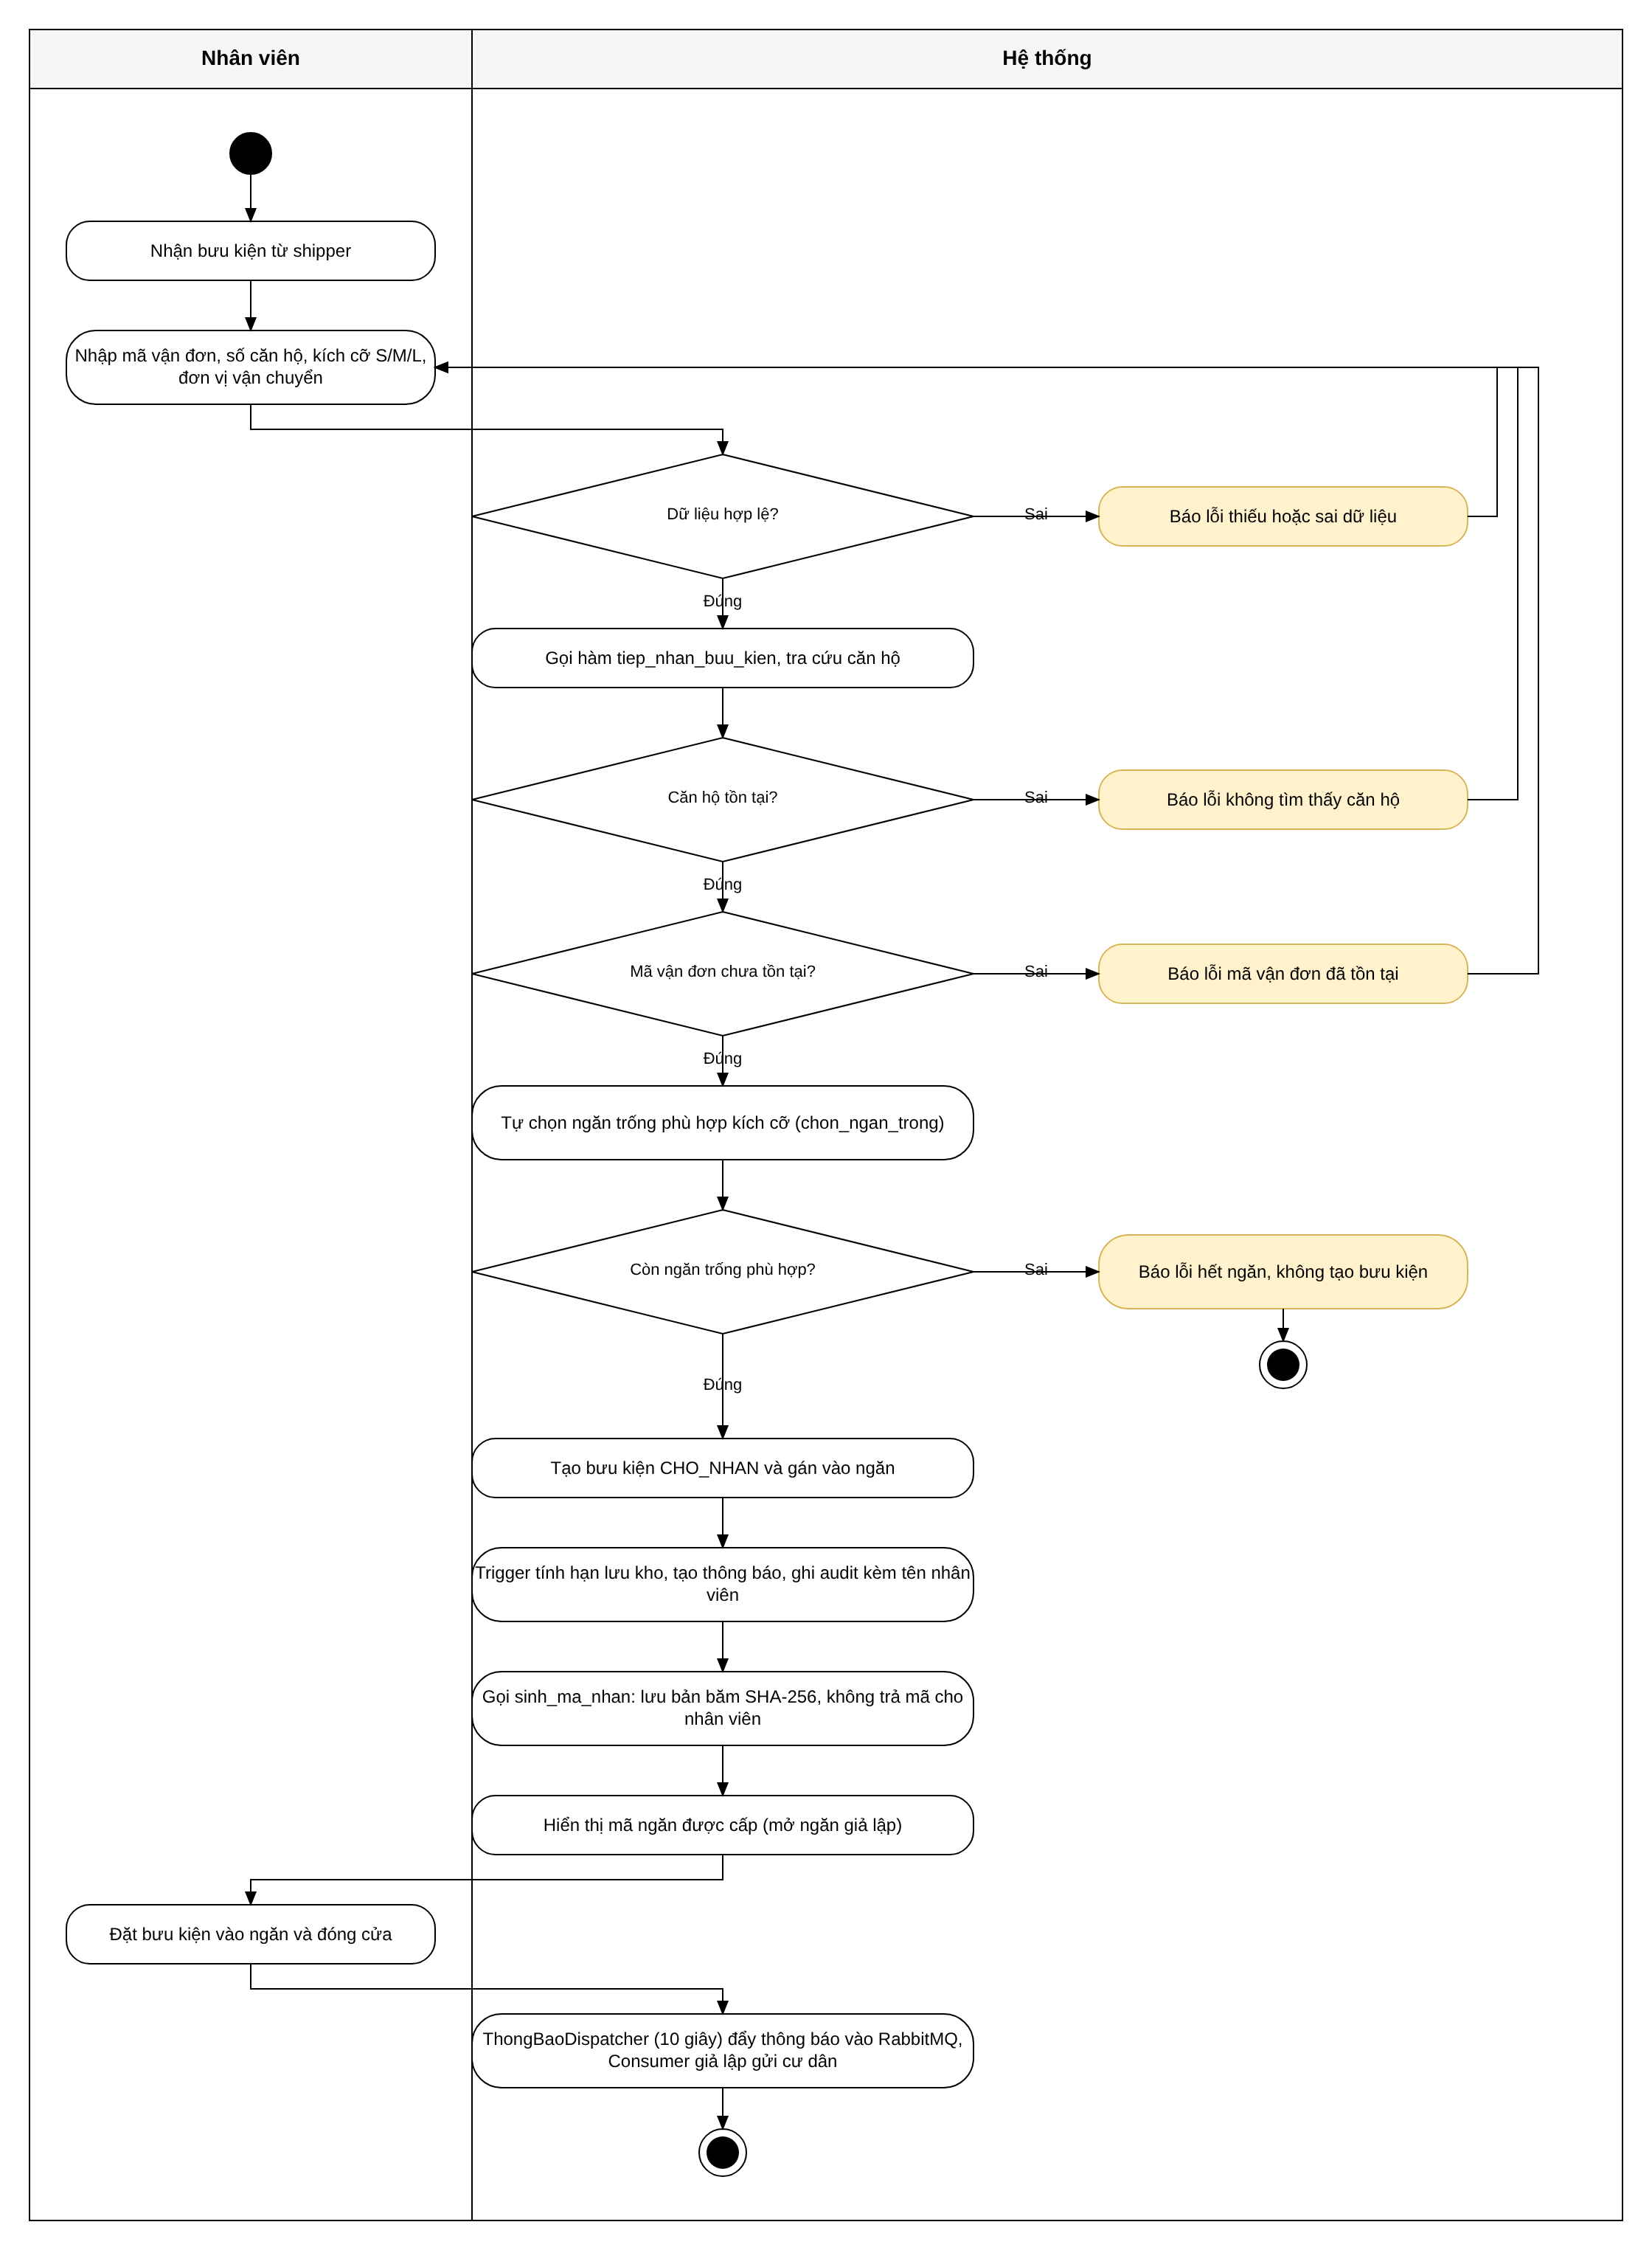 Nhân viên
Hệ thống
Nhận bưu kiện từ shipper
Nhập mã vận đơn, số căn hộ, kích cỡ S/M/L,
đơn vị vận chuyển
Dữ liệu hợp lệ?
Sai
Báo lỗi thiếu hoặc sai dữ liệu
Đúng
Gọi hàm tiep_nhan_buu_kien, tra cứu căn hộ
Căn hộ tồn tại?
Sai
Báo lỗi không tìm thấy căn hộ
Đúng
Mã vận đơn chưa tồn tại?
Sai
Báo lỗi mã vận đơn đã tồn tại
Đúng
Tự chọn ngăn trống phù hợp kích cỡ (chon_ngan_trong)
Còn ngăn trống phù hợp?
Sai
Báo lỗi hết ngăn, không tạo bưu kiện
Đúng
Tạo bưu kiện CHO_NHAN và gán vào ngăn
Trigger tính hạn lưu kho, tạo thông báo, ghi audit kèm tên nhân
viên
Gọi sinh_ma_nhan: lưu bản băm SHA-256, không trả mã cho
nhân viên
Hiển thị mã ngăn được cấp (mở ngăn giả lập)
Đặt bưu kiện vào ngăn và đóng cửa
ThongBaoDispatcher (10 giây) đẩy thông báo vào RabbitMQ,
Consumer giả lập gửi cư dân